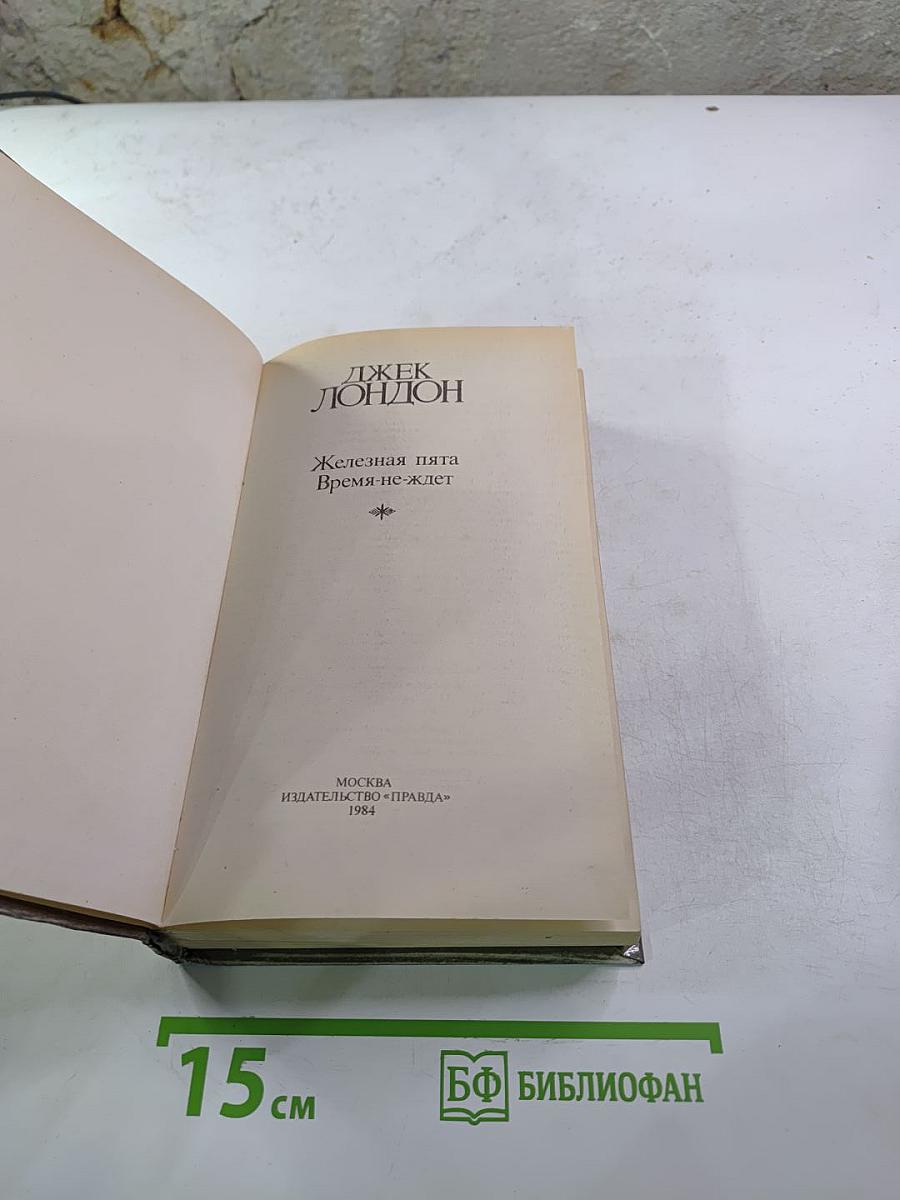 ДЖЕК
ЛОНДОН
Железная пята
Время-не-ждет
МОСКВА
ИЗДАТЕЛЬСТВО «ПРАВДА»
1984
15 см
БФ БИБЛИОФАН